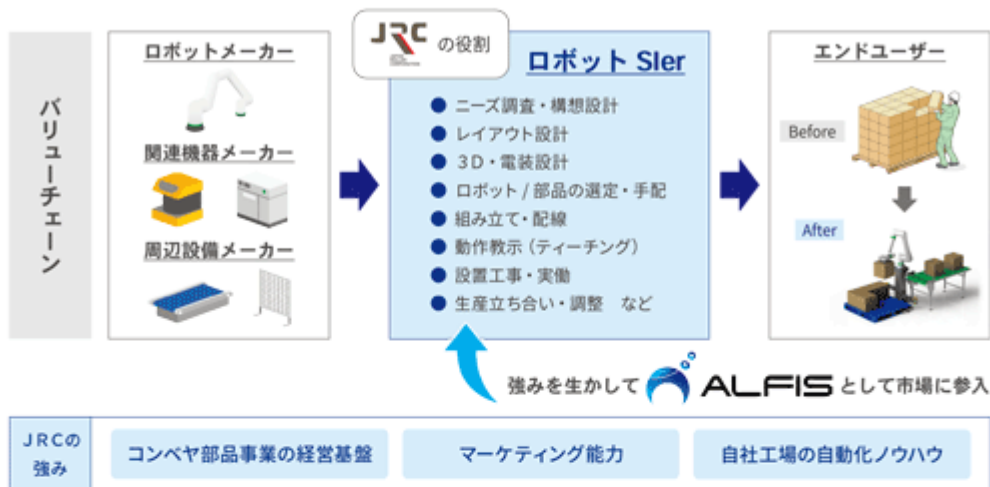 バリューチェーン
ロボットメーカー
関連機器メーカー
周辺設備メーカー
JRC の役割
ロボット SIer
● ニーズ調査・構想設計
● レイアウト設計
● 3D・電装設計
● ロボット / 部品の選定・手配
● 組み立て・配線
● 動作教示（ティーチング）
● 設置工事・実働
● 生産立ち合い・調整　など
エンドユーザー
Before
After
強みを生かして ALFIS として市場に参入
JRCの
強み
コンベヤ部品事業の経営基盤
マーケティング能力
自社工場の自動化ノウハウ